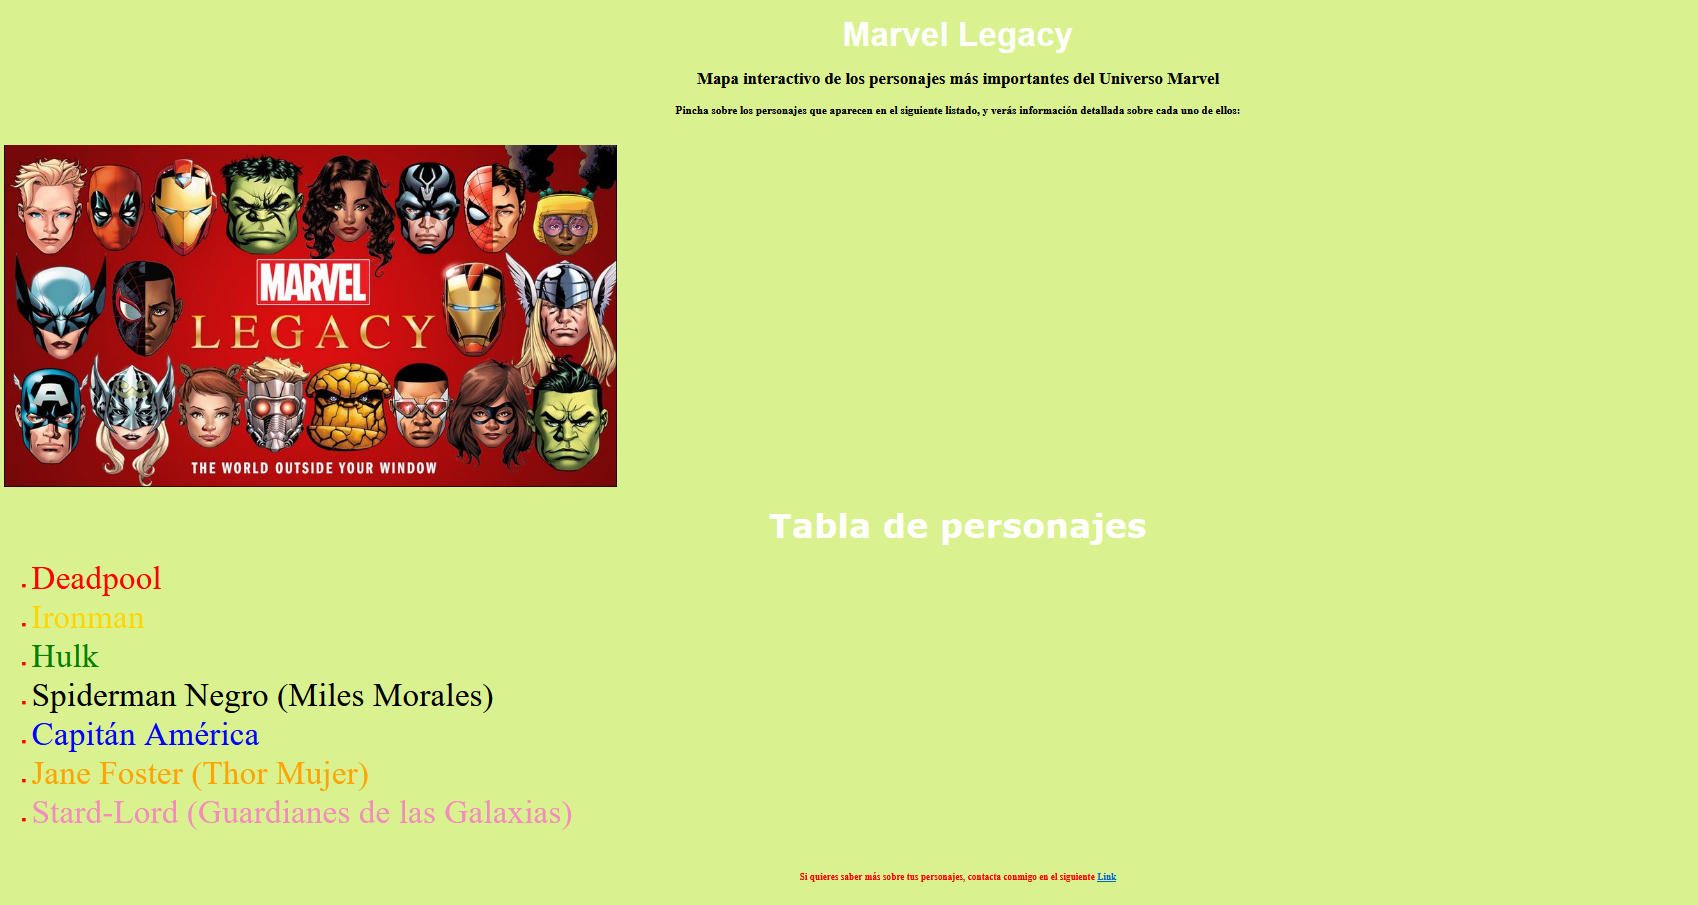 Marvel Legacy
Mapa interactivo de los personajes más importantes del Universo Marvel
Pincha sobre los personajes que aparecen en el siguiente listado, y verás información detallada sobre cada uno de ellos:
MARVEL
LEGACY
THE WORLD OUTSIDE YOUR WINDOW
Tabla de personajes
Deadpool
Ironman
Hulk
Spiderman Negro (Miles Morales)
Capitán América
Jane Foster (Thor Mujer)
Stard-Lord (Guardianes de las Galaxias)
Si quieres saber más sobre tus personajes, contacta conmigo en el siguiente Link